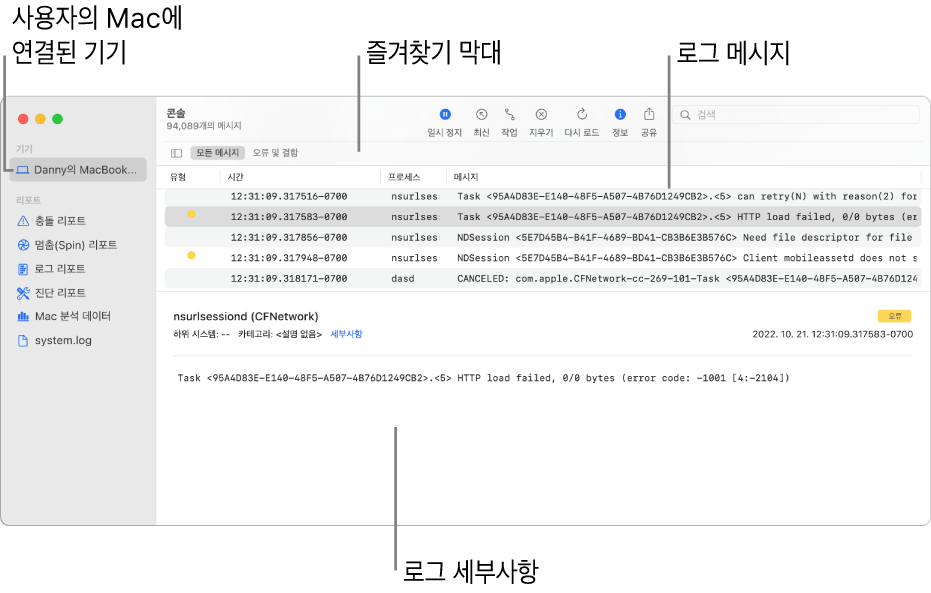 사용자의 Mac에
연결된 기기
즐겨찾기 막대
로그 메시지
콘솔
94,089개의 메시지
일시 정지
최신
작업
지우기
다시 로드
정보
공유
검색
모든 메시지
오류 및 결함
기기
Danny의 MacBook...
리포트
충돌 리포트
멈춤(Spin) 리포트
로그 리포트
진단 리포트
Mac 분석 데이터
system.log
유형 시간 프로세스 메시지
12:31:09.317516-0700 nsurlses Task <95A4D83E-E140-48F5-A507-4B76D1249CB2>.<5> can retry(N) with reason(2) for
12:31:09.317583-0700 nsurlses Task <95A4D83E-E140-48F5-A507-4B76D1249CB2>.<5> HTTP load failed, 0/0 bytes (er
12:31:09.317856-0700 nsurlses NDSession <5E7D45B4-B41F-4689-BD41-CB3B6E3B576C> Need file descriptor for file
12:31:09.317948-0700 nsurlses NDSession <5E7D45B4-B41F-4689-BD41-CB3B6E3B576C> Client mobileassetd does not s
12:31:09.318171-0700 dasd CANCELED: com.apple.CFNetwork-cc-269-101-Task <95A4D83E-E140-48F5-A507-4B76D124
nsurlsessiond (CFNetwork)
오류
하위 시스템: -- 카테고리: <설명 없음> 세부사항
2022. 10. 21. 12:31:09.317583-0700
Task <95A4D83E-E140-48F5-A507-4B76D1249CB2>.<5> HTTP load failed, 0/0 bytes (error code: -1001 [4:-2104])
로그 세부사항